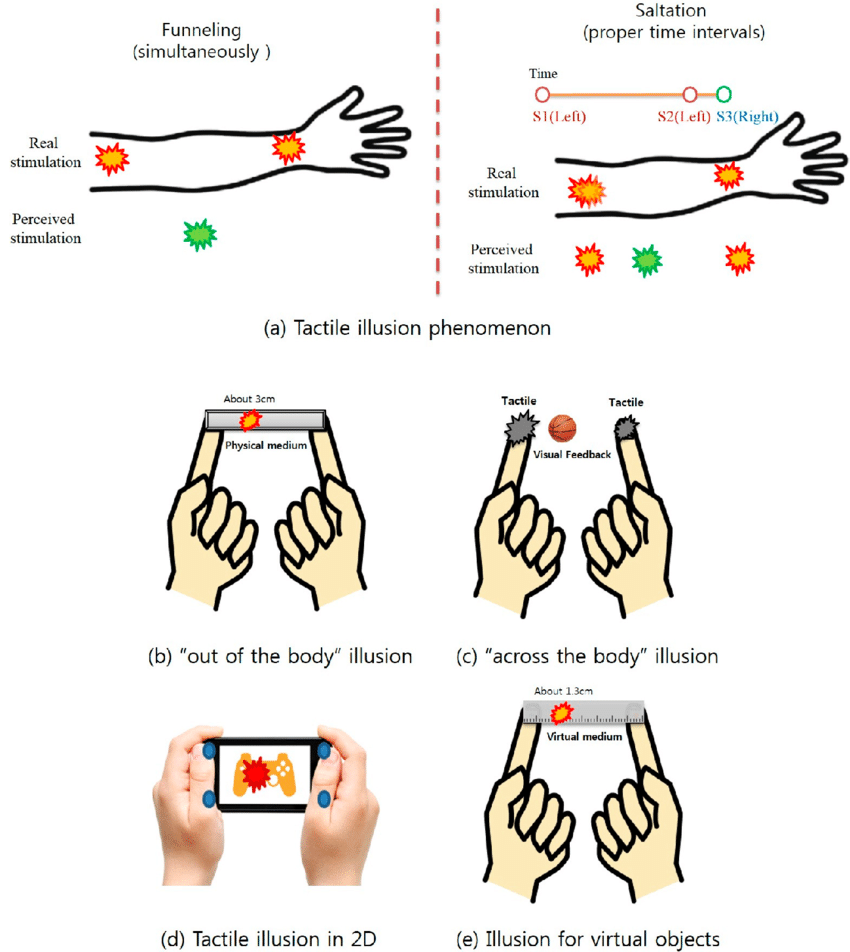 Funneling
(simultaneously )
Real
stimulation
Perceived
stimulation
Saltation
(proper time intervals)
Time
S1(Left)
S2(Left)
S3(Right)
Real
stimulation
Perceived
stimulation
(a) Tactile illusion phenomenon
About 3cm
Physical medium
Tactile
Tactile
Visual Feedback
(b) "out of the body" illusion
(c) "across the body" illusion
About 1.3cm
Virtual medium
(d) Tactile illusion in 2D
(e) Illusion for virtual objects